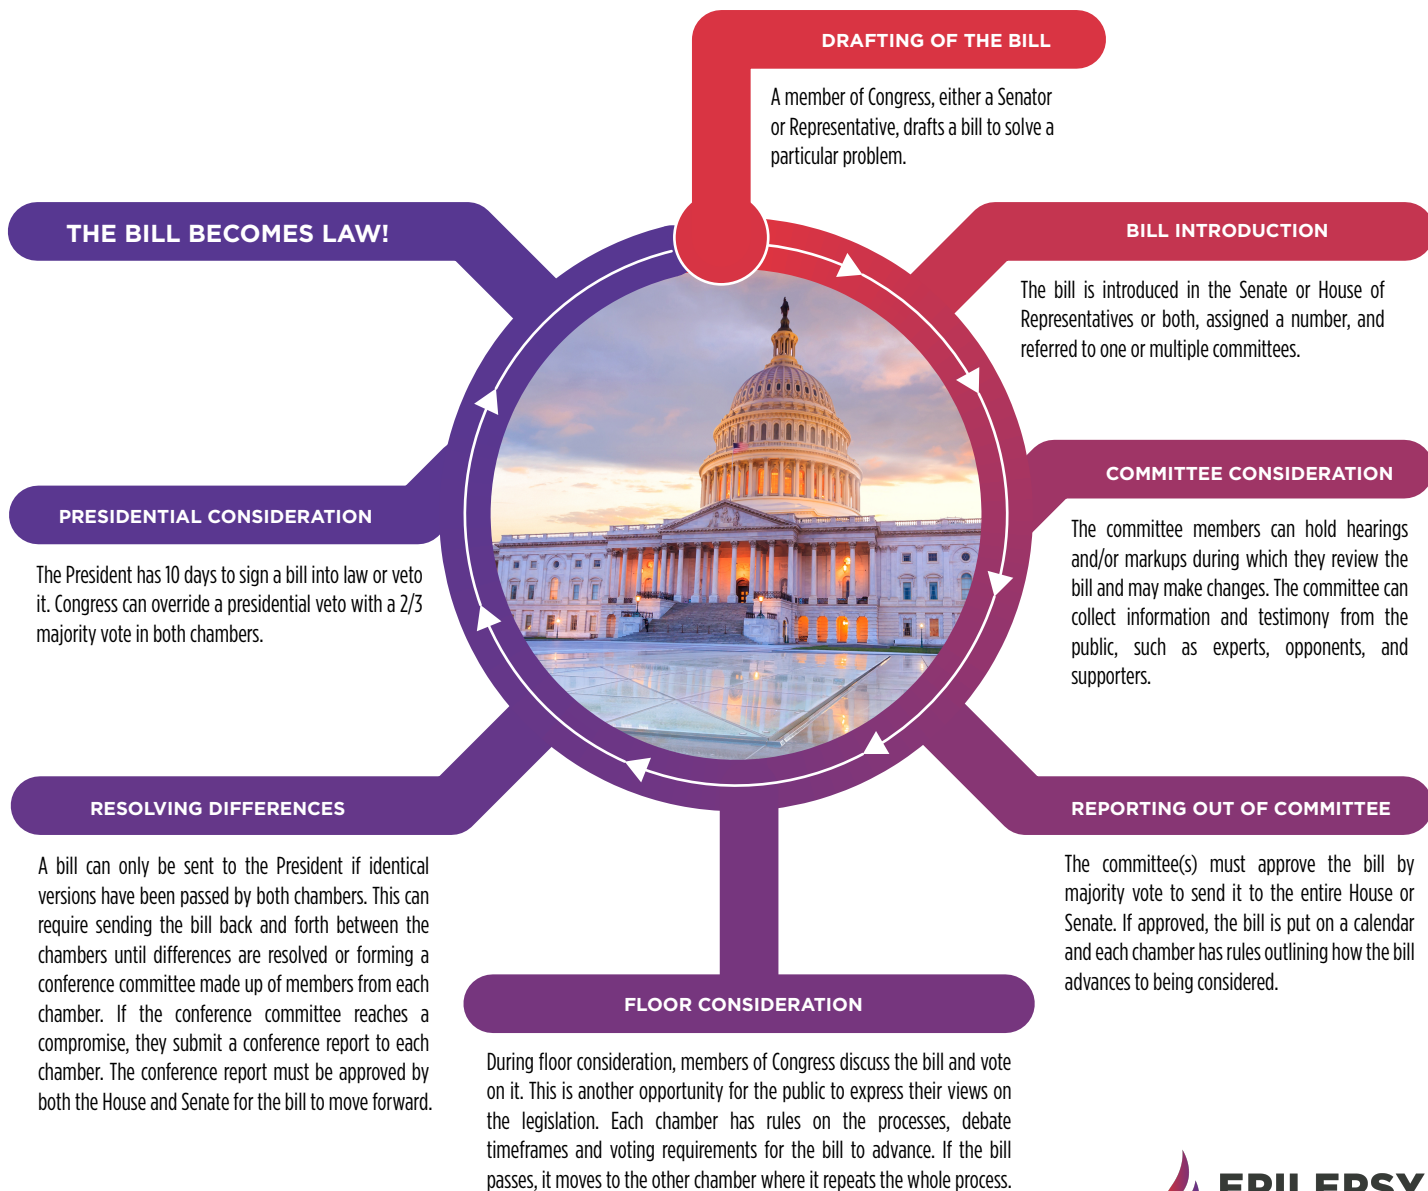 DRAFTING OF THE BILL
A member of Congress, either a Senator
or Representative, drafts a bill to solve a
particular problem.
BILL INTRODUCTION
The bill is introduced in the Senate or House of
Representatives or both, assigned a number, and
referred to one or multiple committees.
COMMITTEE CONSIDERATION
The committee members can hold hearings
and/or markups during which they review the
bill and may make changes. The committee can
collect information and testimony from the
public, such as experts, opponents, and
supporters.
REPORTING OUT OF COMMITTEE
The committee(s) must approve the bill by
majority vote to send it to the entire House or
Senate. If approved, the bill is put on a calendar
and each chamber has rules outlining how the bill
advances to being considered.
FLOOR CONSIDERATION
During floor consideration, members of Congress discuss the bill and vote
on it. This is another opportunity for the public to express their views on
the legislation. Each chamber has rules on the processes, debate
timeframes and voting requirements for the bill to advance. If the bill
passes, it moves to the other chamber where it repeats the whole process.
RESOLVING DIFFERENCES
A bill can only be sent to the President if identical
versions have been passed by both chambers. This can
require sending the bill back and forth between the
chambers until differences are resolved or forming a
conference committee made up of members from each
chamber. If the conference committee reaches a
compromise, they submit a conference report to each
chamber. The conference report must be approved by
both the House and Senate for the bill to move forward.
PRESIDENTIAL CONSIDERATION
The President has 10 days to sign a bill into law or veto
it. Congress can override a presidential veto with a 2/3
majority vote in both chambers.
THE BILL BECOMES LAW!
EPILEPSY